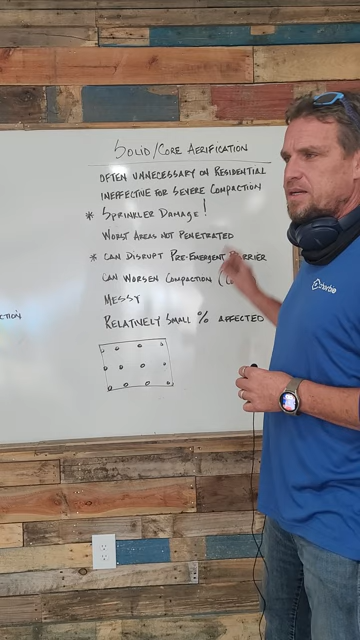 Solid/Core Aerification
Often Unnecessary on Residential
Ineffective for Severe Compaction
* Sprinkler Damage!
Worst Areas Not Penetrated
* Can Disrupt Pre-Emergent Barrier
Can Worsen Compaction
Messy
Relatively Small % Affected